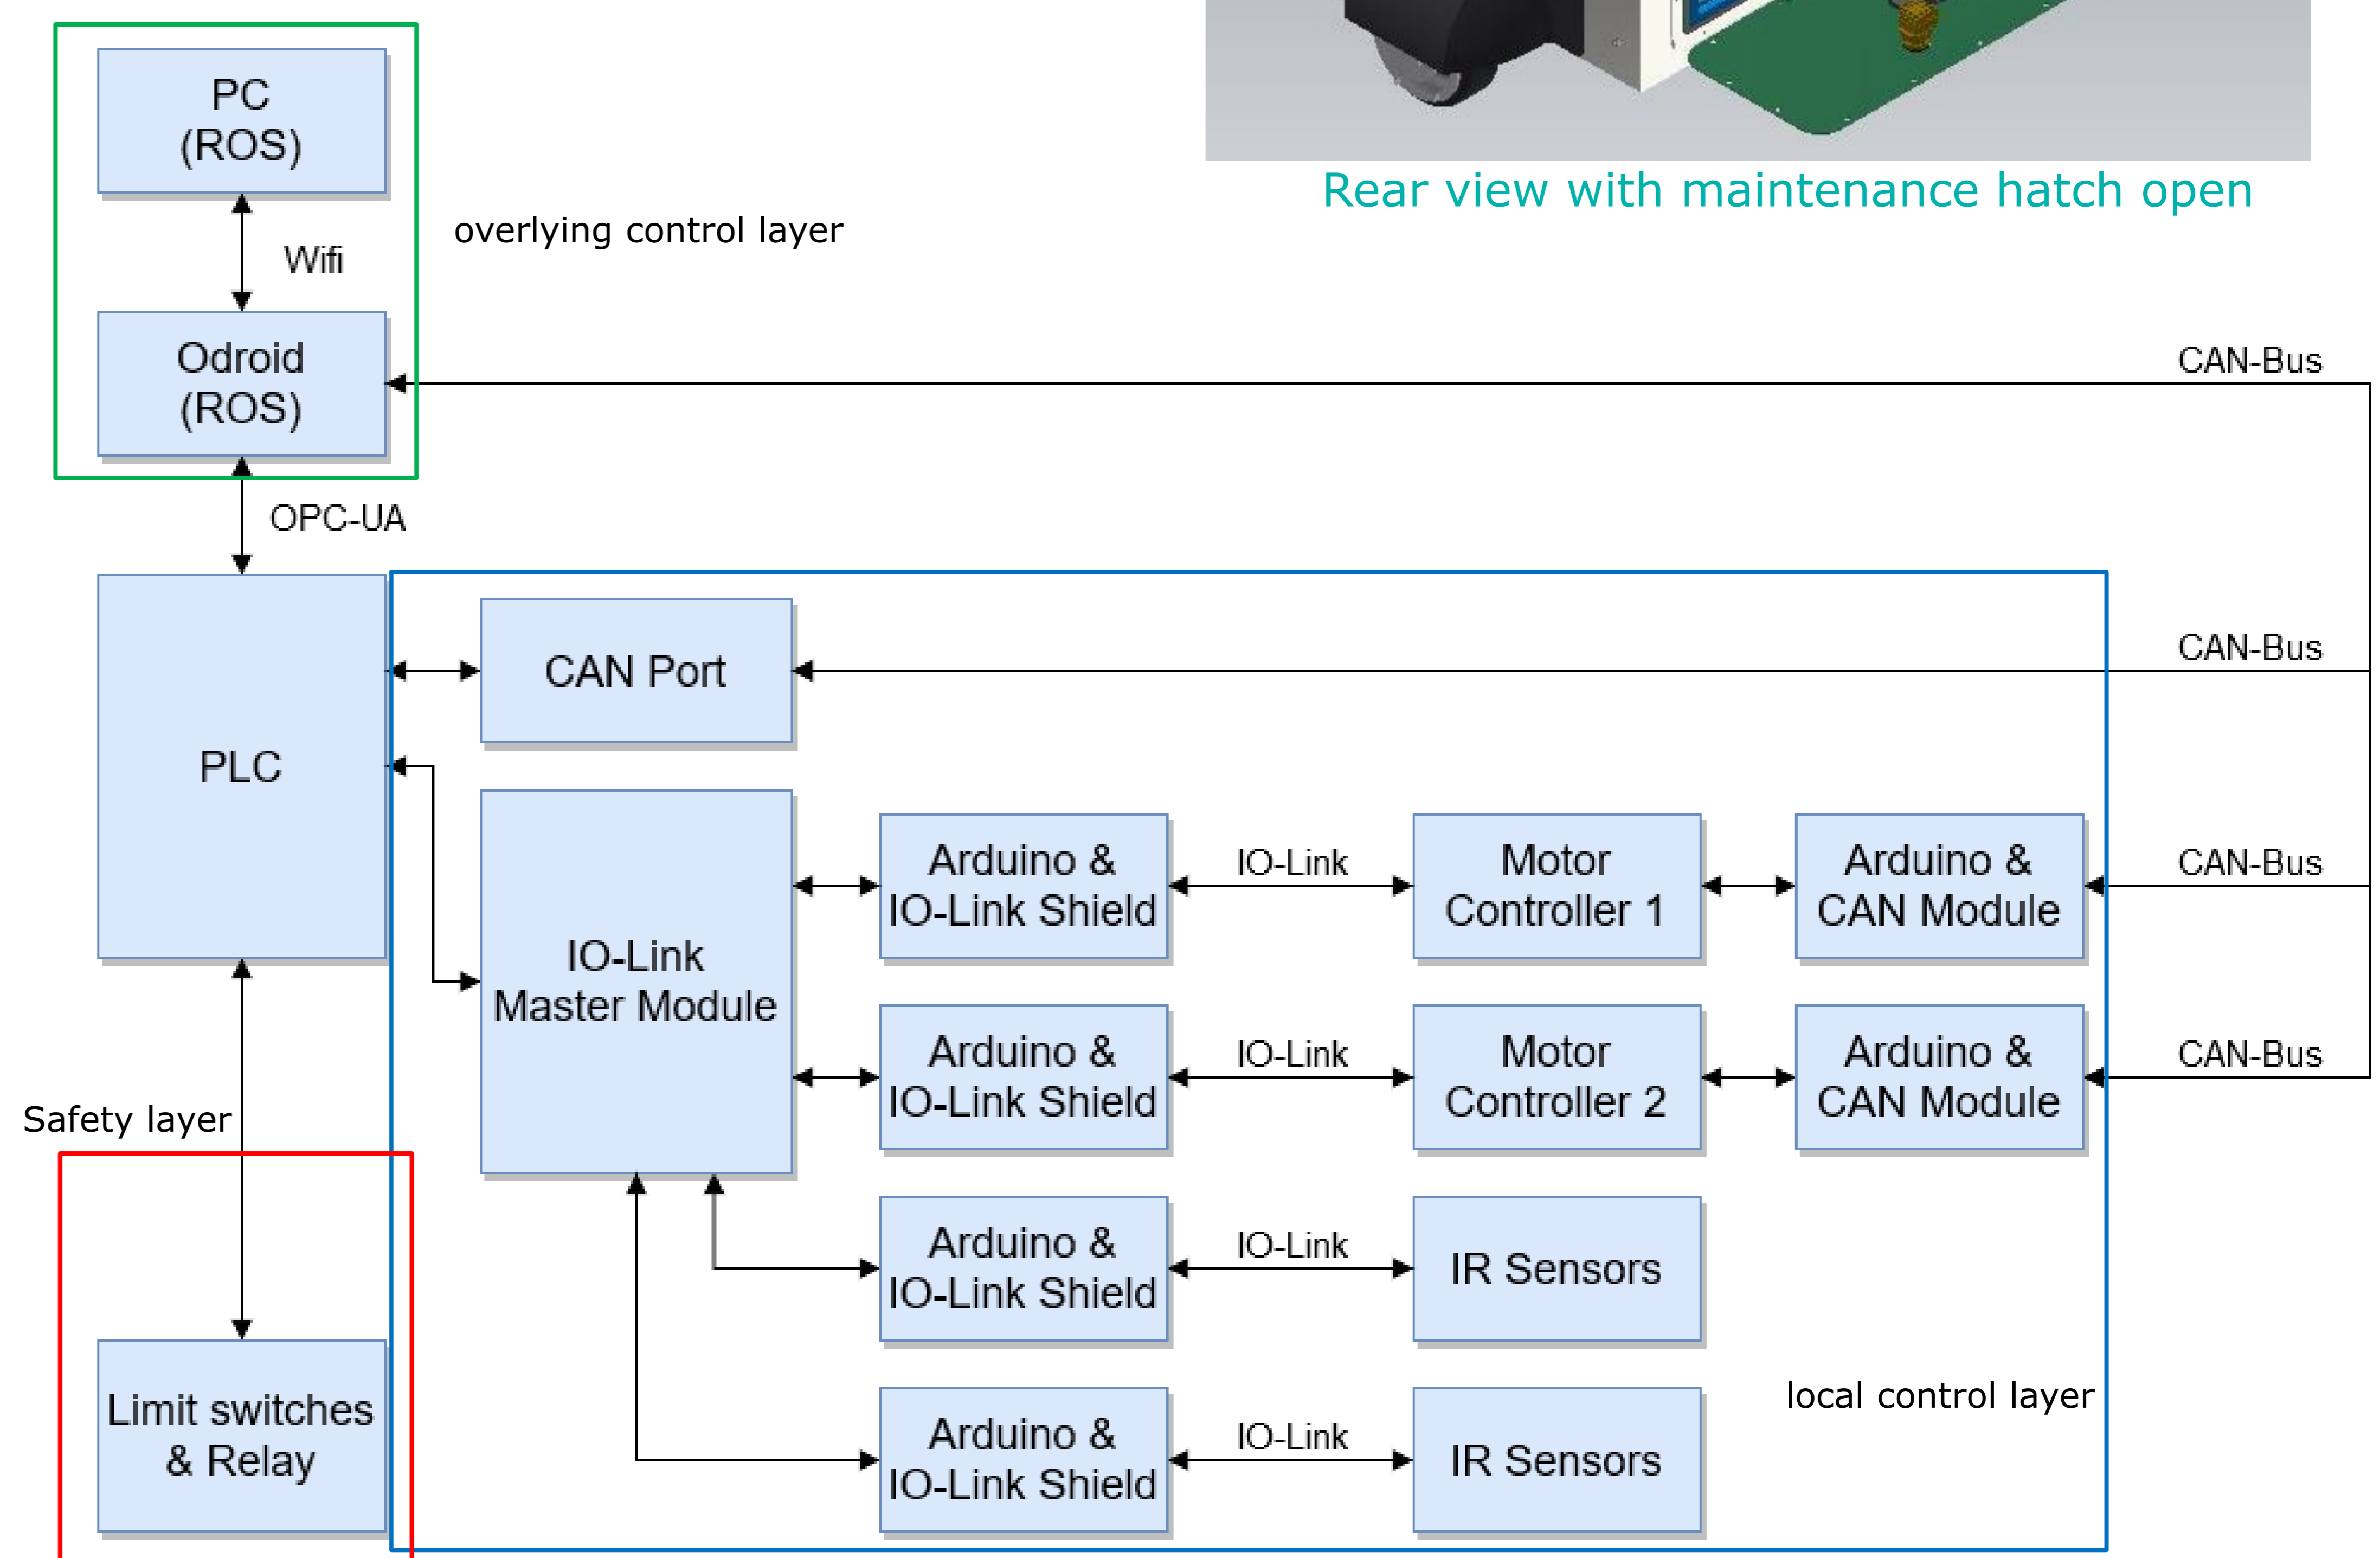 PC
(ROS)
Rear view with maintenance hatch open
overlying control layer
Wifi
Odroid
(ROS)
CAN-Bus
OPC-UA
CAN Port
CAN-Bus
PLC
IO-Link
Master Module
Arduino &
IO-Link Shield
IO-Link
Motor
Controller 1
Arduino &
CAN Module
CAN-Bus
Arduino &
IO-Link Shield
IO-Link
Motor
Controller 2
Arduino &
CAN Module
CAN-Bus
Safety layer
Arduino &
IO-Link Shield
IO-Link
IR Sensors
Limit switches
& Relay
Arduino &
IO-Link Shield
IO-Link
IR Sensors
local control layer